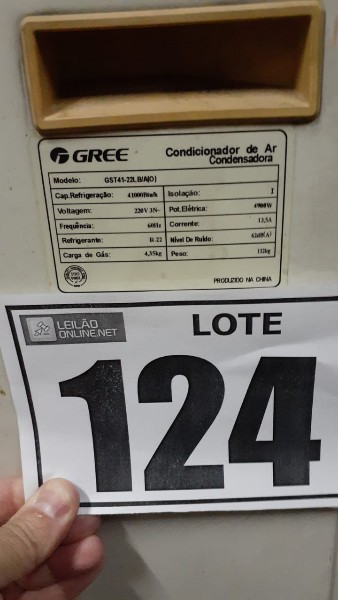 GREE
Condicionador de Ar
Condensadora
Modelo: GST41-22LB/A(O)
Cap.Refrigeração: 41000Btu/h Isolação: I
Voltagem: 220V 3N~ Pot.Elétrica: 4900W
Frequência: 60Hz Corrente: 13,5A
Refrigerante: R-22 Nível De Ruído: 62dB(A)
Carga de Gás: 4,35kg Peso: 112kg
PRODUZIDO NA CHINA
LEILÃO
ONLINE.NET
LOTE
124